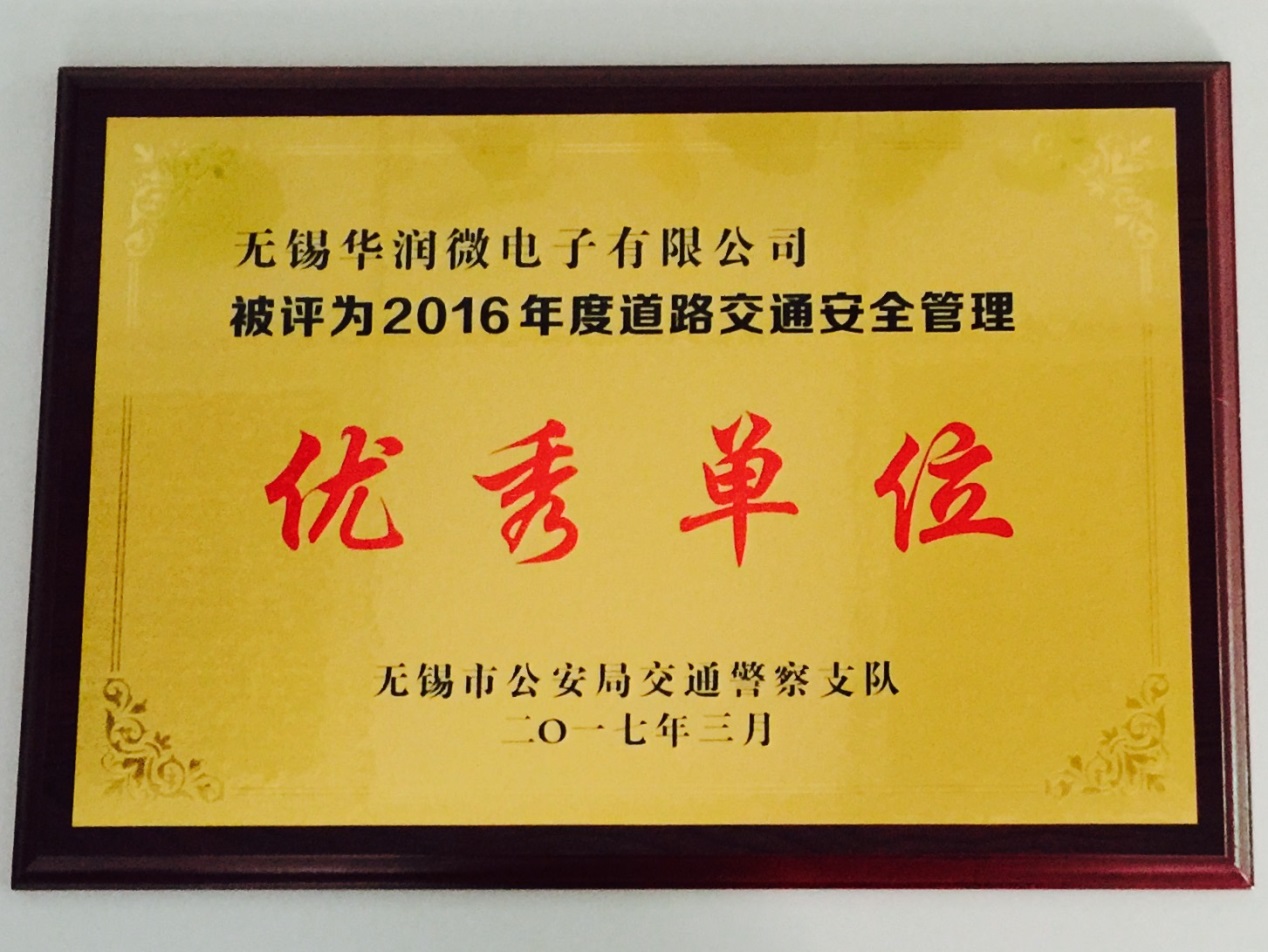 无锡华润微电子有限公司
被评为2016年度道路交通安全管理
优秀单位
无锡市公安局交通警察支队
二〇一七年三月